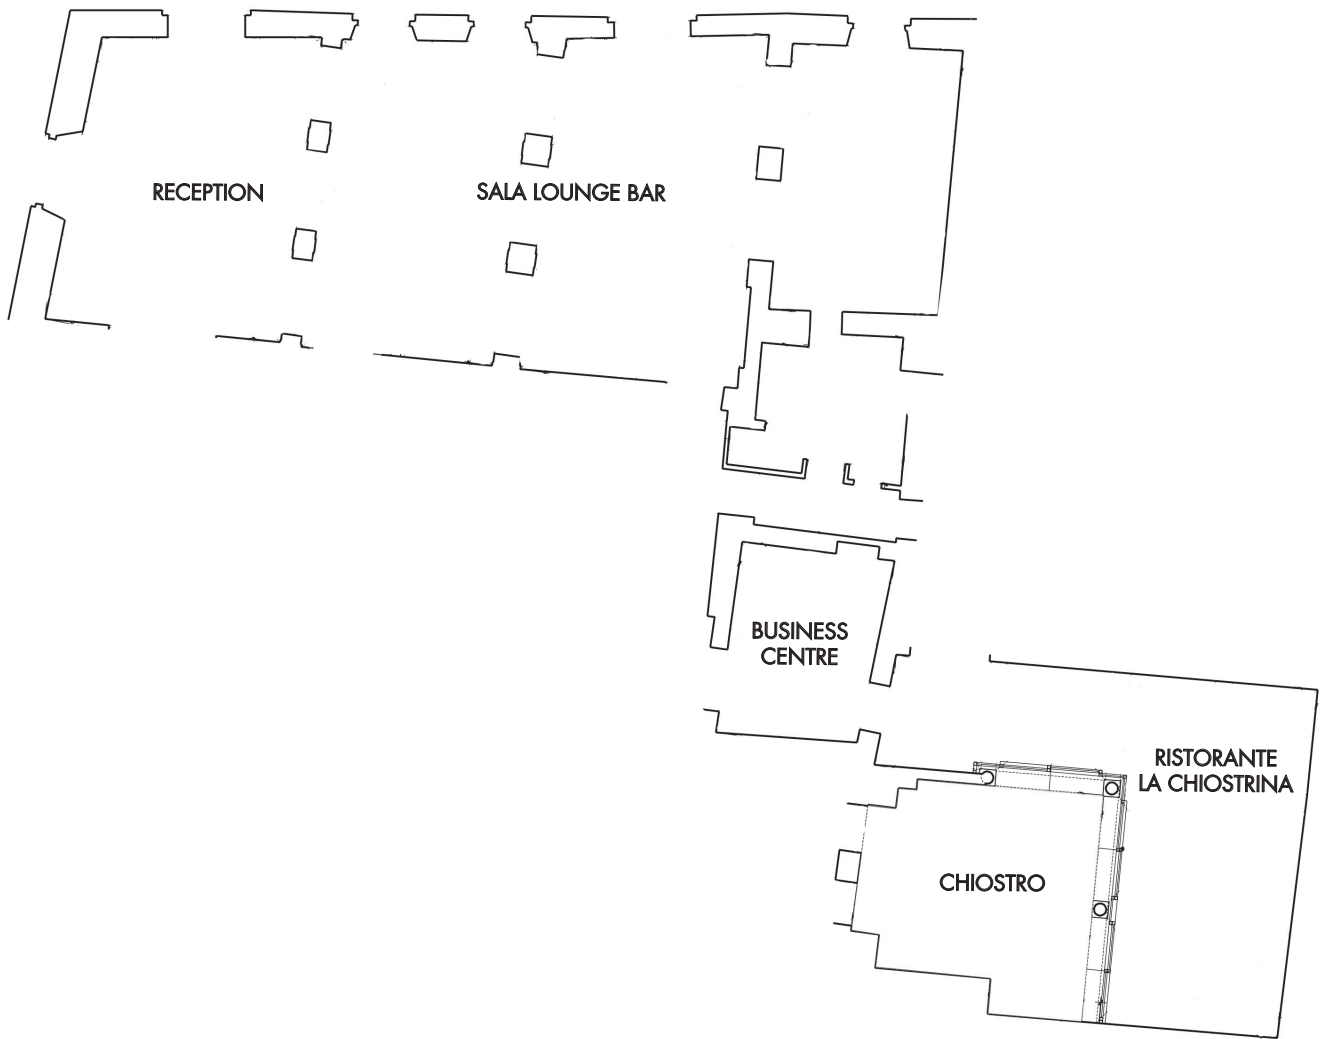 RECEPTION
SALA LOUNGE BAR
BUSINESS
CENTRE
RISTORANTE
LA CHIOSTRINA
CHIOSTRO